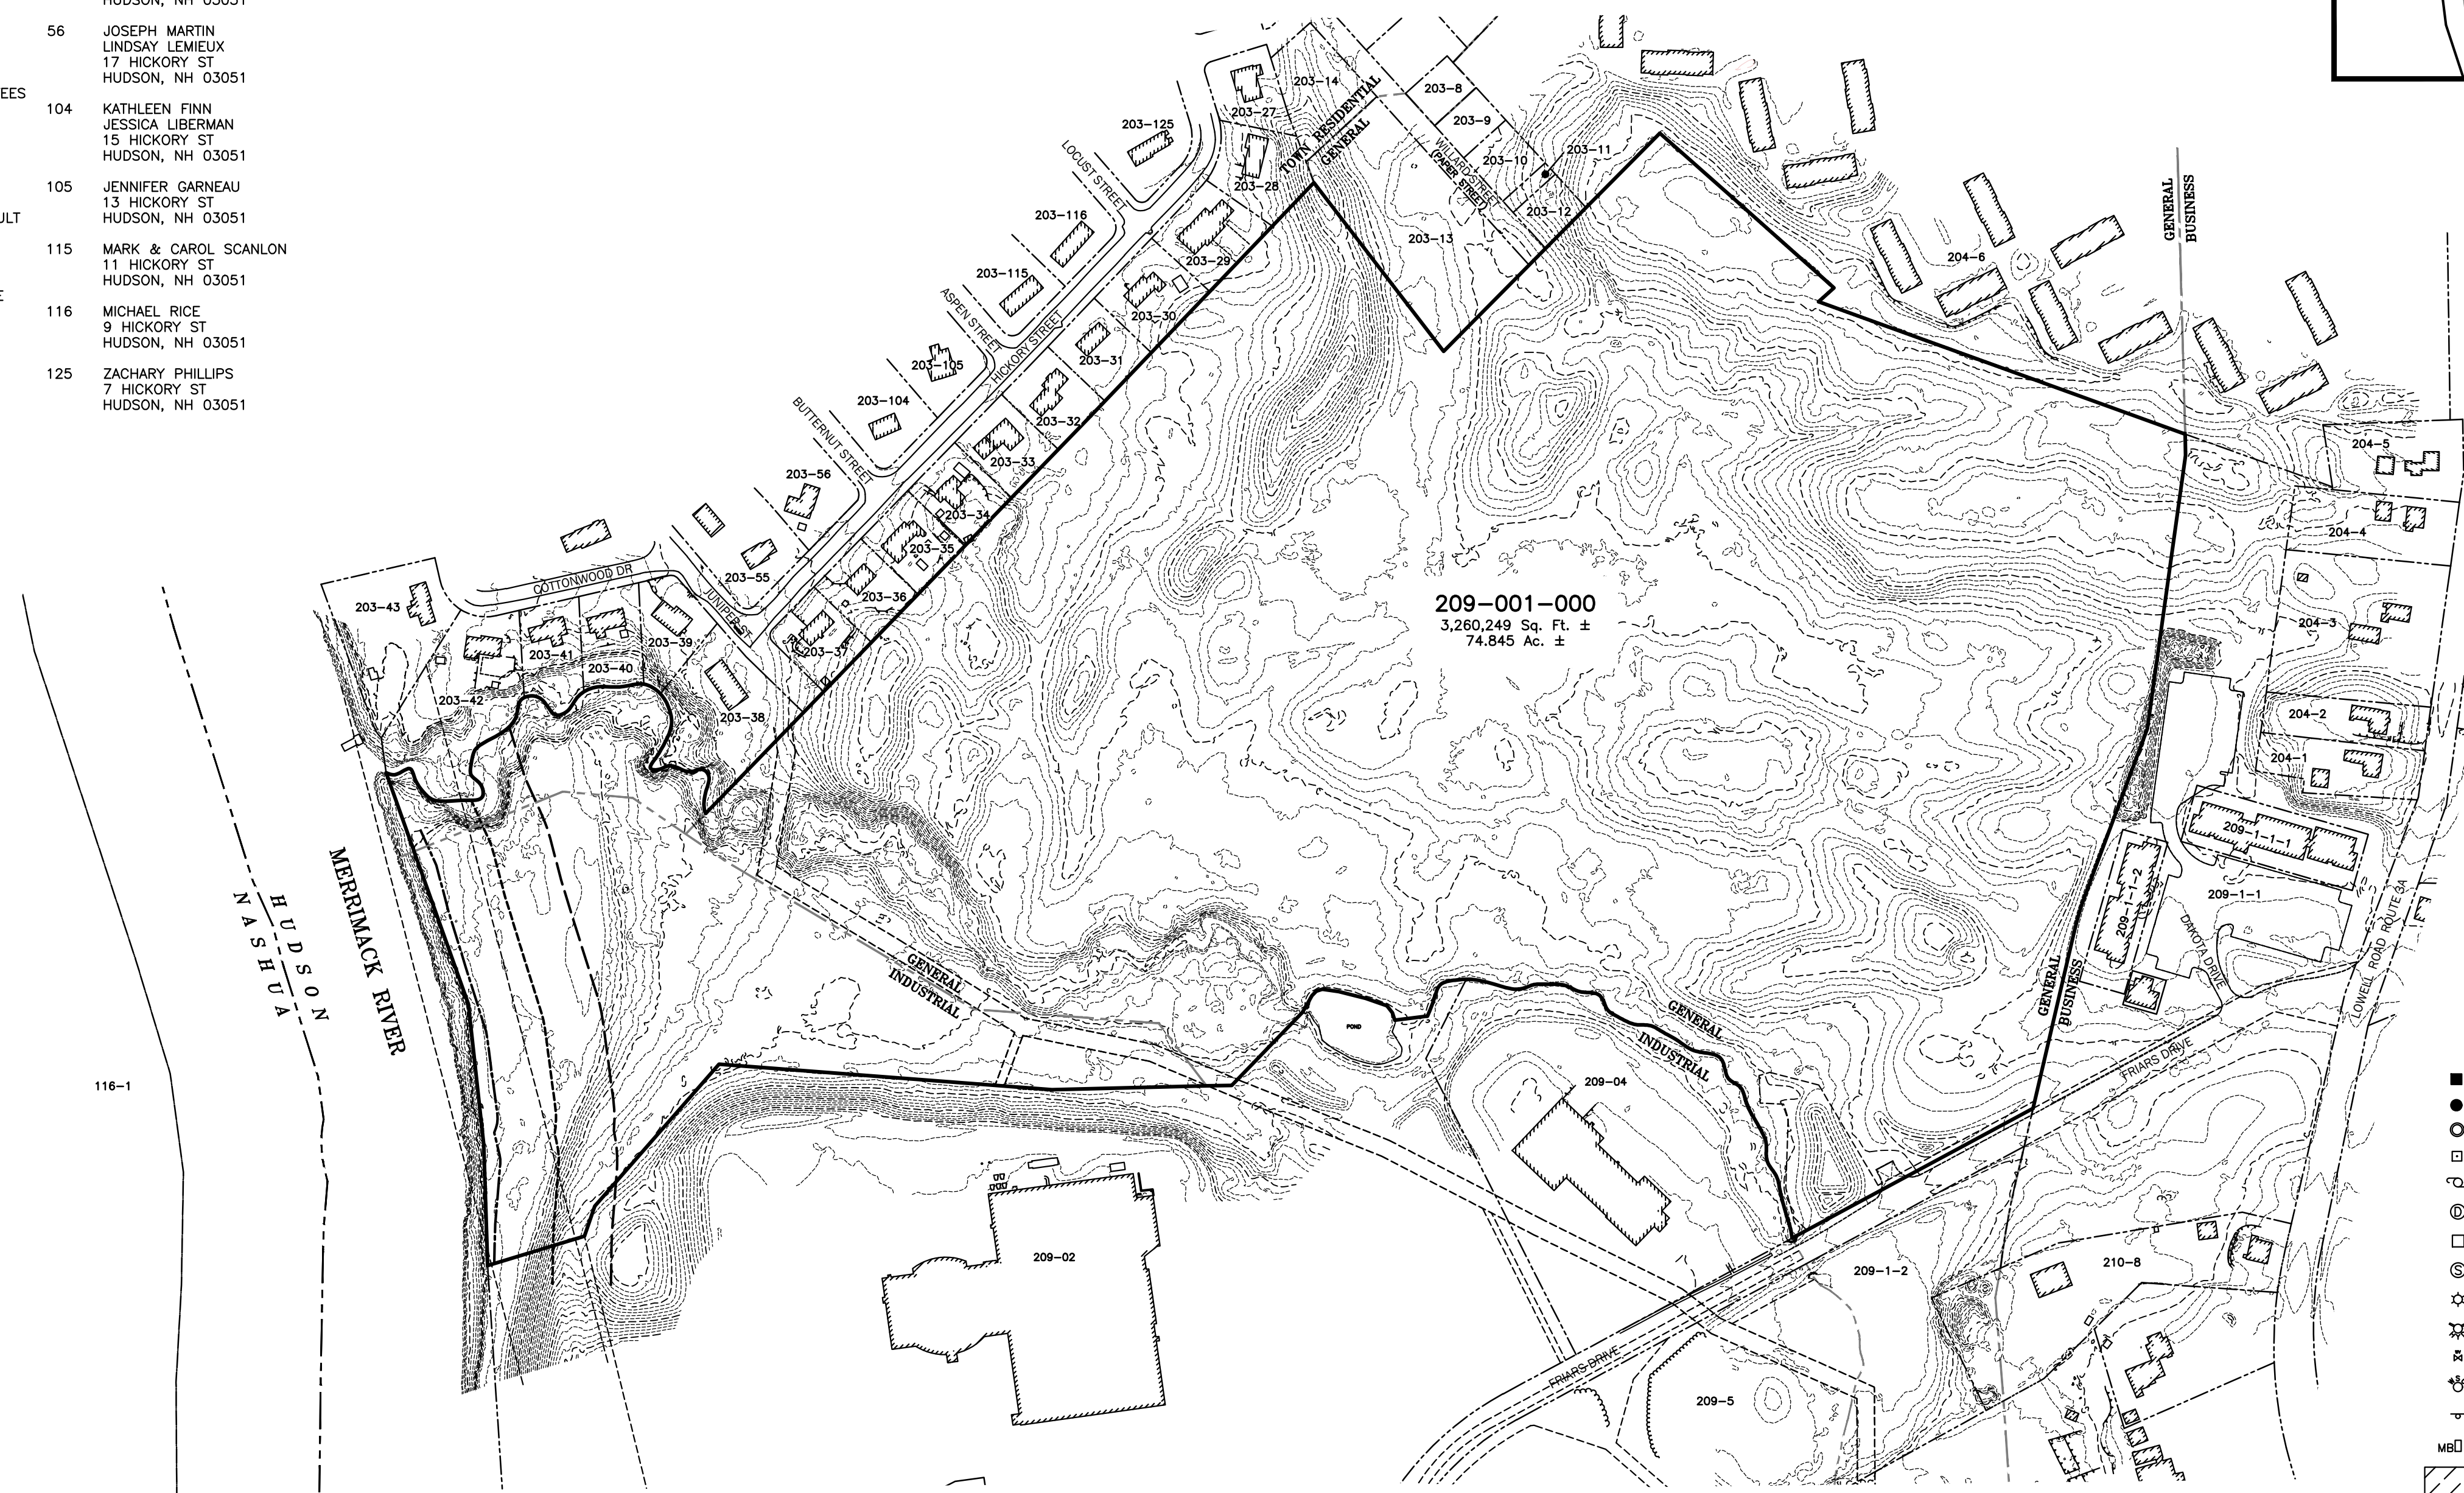 HUDSON, NH 03051
56 JOSEPH MARTIN
LINDSAY LEMIEUX
17 HICKORY ST
HUDSON, NH 03051
EES
104 KATHLEEN FINN
JESSICA LIBERMAN
15 HICKORY ST
HUDSON, NH 03051
105 JENNIFER GARNEAU
13 HICKORY ST
ULT HUDSON, NH 03051
115 MARK & CAROL SCANLON
11 HICKORY ST
HUDSON, NH 03051
E
116 MICHAEL RICE
9 HICKORY ST
HUDSON, NH 03051
125 ZACHARY PHILLIPS
7 HICKORY ST
HUDSON, NH 03051
203-14
203-27
203-125
203-28
TOWN RESIDENTIAL
GENERAL
203-8
203-9
203-10
203-11
203-12
203-13
WILLARD STREET
(PAPER STREET)
LOCUST STREET
203-116
203-29
203-115
203-30
ASPEN STREET
HICKORY STREET
203-31
203-105
203-104
203-32
BUTTERNUT STREET
203-33
203-56
203-34
203-35
203-55
203-36
COTTONWOOD DR
JUNIPER ST
203-43
203-37
203-39
203-41
203-40
203-42
203-38
204-6
GENERAL
BUSINESS
204-5
204-4
204-3
204-2
204-1
209-001-000
3,260,249 Sq. Ft. ±
74.845 Ac. ±
209-1-1-1
209-1-1-2
209-1-1
DAKOTA DRIVE
LOWELL ROAD ROUTE 3A
GENERAL
BUSINESS
FRIARS DRIVE
HUDSON
NASHUA
MERRIMACK RIVER
116-1
GENERAL
INDUSTRIAL
POND
GENERAL
INDUSTRIAL
209-04
209-02
209-1-2
210-8
FRIARS DRIVE
209-5
D
S
MB